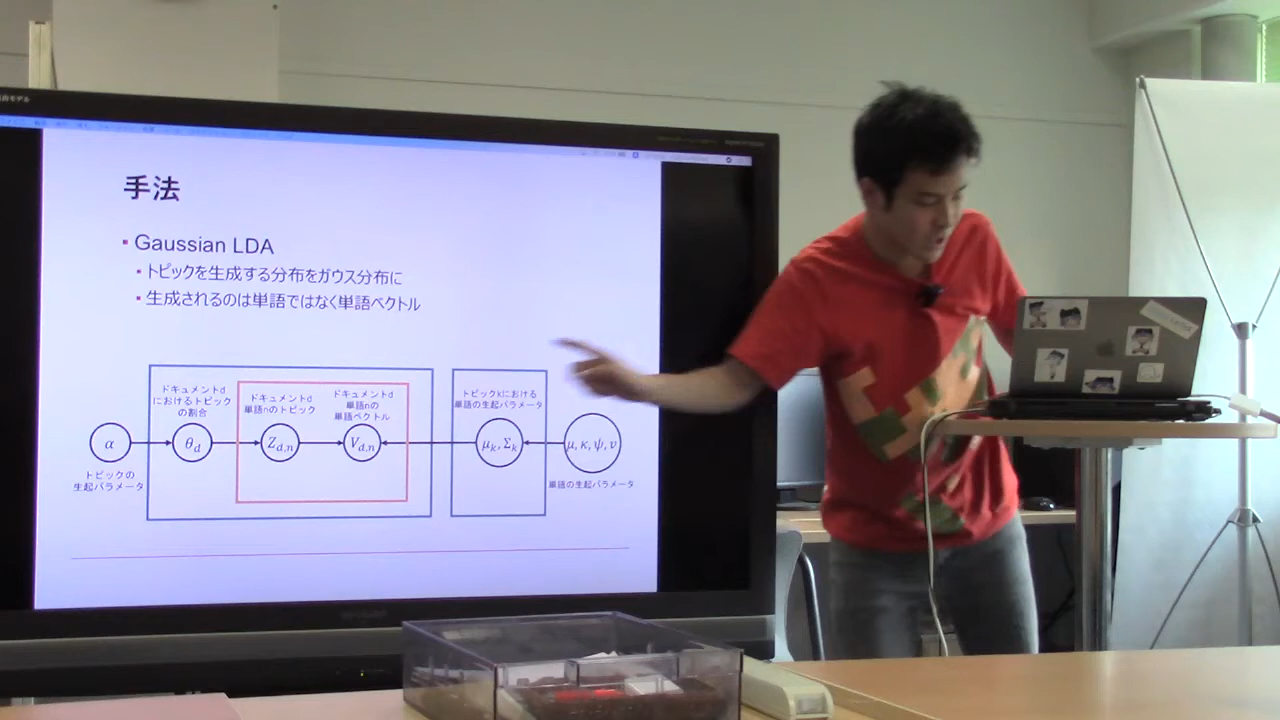 手法
▪ Gaussian LDA
▪ トピックを生成する分布をガウス分布に
▪ 生成されるのは単語ではなく単語ベクトル
ドキュメントd
におけるトピック
の割合
ドキュメントd
単語nのトピック
ドキュメントd
単語nの
単語ベクトル
トピックkにおける
単語の生起パラメータ
α
θd
Zd,n
Vd,n
μk, Σk
μ, κ, ψ, ν
トピックの
生起パラメータ
単語の生起パラメータ